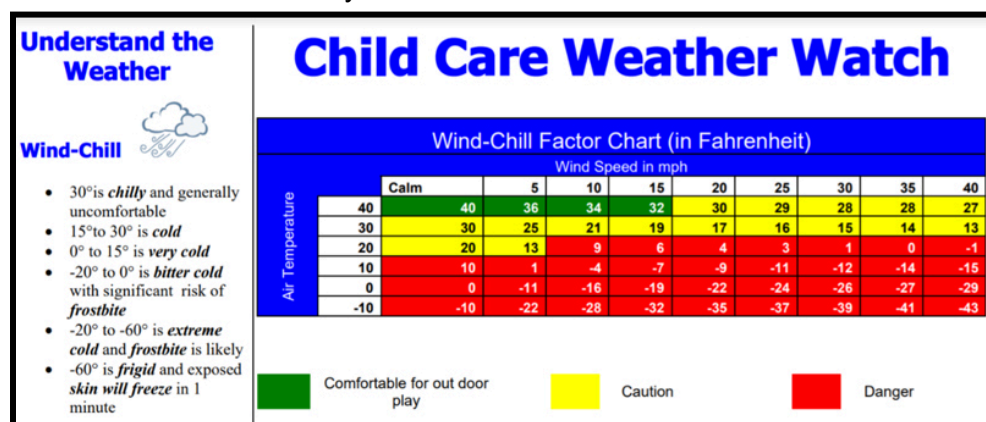 Understand the
Weather
Wind-Chill
• 30°is chilly and generally
uncomfortable
• 15°to 30° is cold
• 0° to 15° is very cold
• -20° to 0° is bitter cold
with significant risk of
frostbite
• -20° to -60° is extreme
cold and frostbite is likely
• -60° is frigid and exposed
skin will freeze in 1
minute
Child Care Weather Watch
Wind-Chill Factor Chart (in Fahrenheit)
Wind Speed in mph
Air Temperature
Calm 5 10 15 20 25 30 35 40
40 40 36 34 32 30 29 28 28 27
30 30 25 21 19 17 16 15 14 13
20 20 13 9 6 4 3 1 0 -1
10 10 1 -4 -7 -9 -11 -12 -14 -15
0 0 -11 -16 -19 -22 -24 -26 -27 -29
-10 -10 -22 -28 -32 -35 -37 -39 -41 -43
Comfortable for out door
play
Caution
Danger